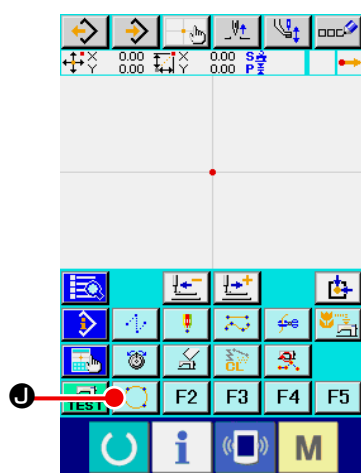 X 0.00 X 0.00 S
Y 0.00 Y 0.00 P
CL
J
TEST F2 F3 F4 F5
i M